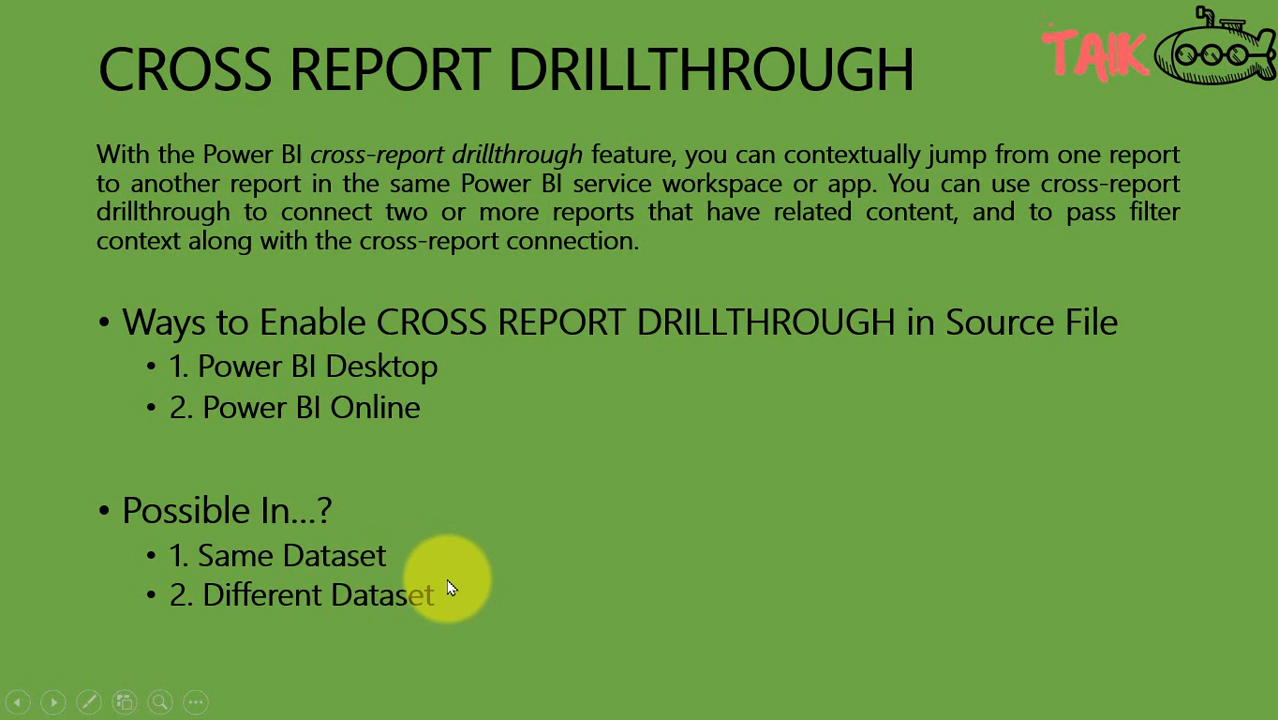 CROSS REPORT DRILLTHROUGH
TAIK
With the Power BI cross-report drillthrough feature, you can contextually jump from one report
to another report in the same Power BI service workspace or app. You can use cross-report
drillthrough to connect two or more reports that have related content, and to pass filter
context along with the cross-report connection.
• Ways to Enable CROSS REPORT DRILLTHROUGH in Source File
• 1. Power BI Desktop
• 2. Power BI Online
• Possible In...?
• 1. Same Dataset
• 2. Different Dataset